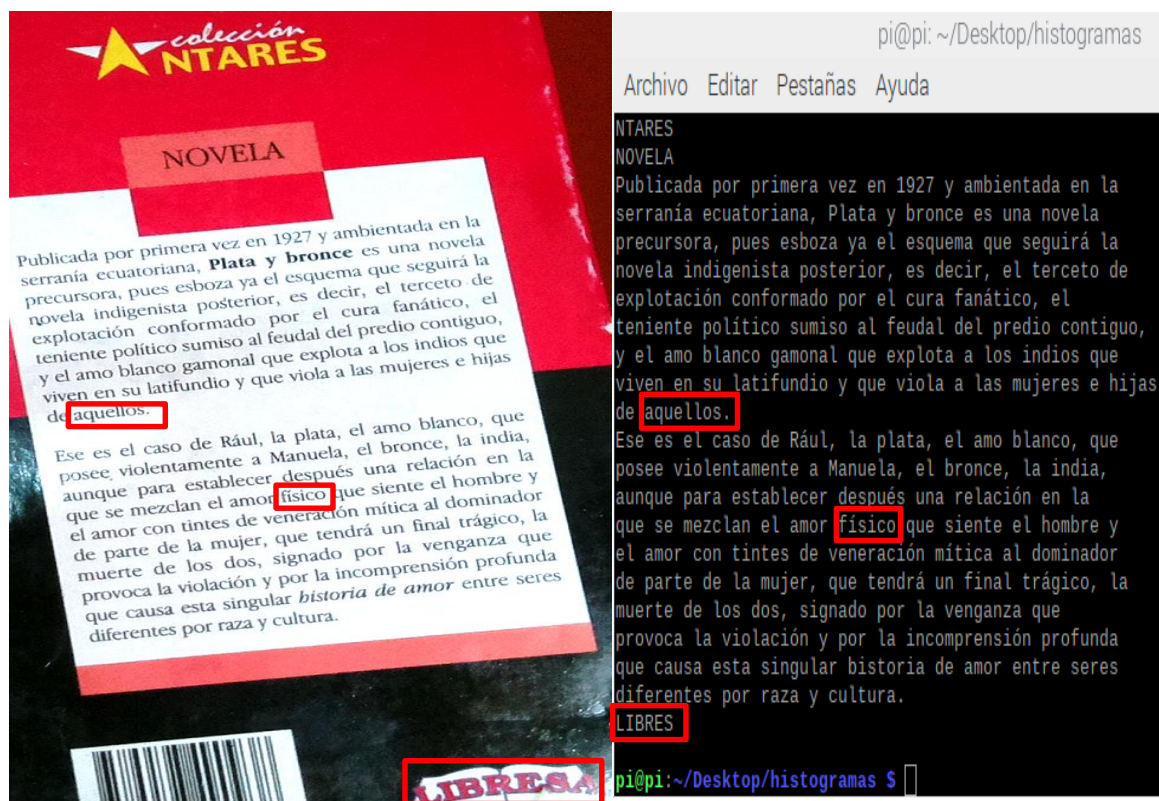 colección
ANTARES
NOVELA
Publicada por primera vez en 1927 y ambientada en la
serranía ecuatoriana, Plata y bronce es una novela
precursora, pues esboza ya el esquema que seguirá la
novela indigenista posterior, es decir, el terceto de
explotación conformado por el cura fanático, el
teniente político sumiso al feudal del predio contiguo,
y el amo blanco gamonal que explota a los indios que
viven en su latifundio y que viola a las mujeres e hijas
de aquellos.
Ese es el caso de Rául, la plata, el amo blanco, que
posee violentamente a Manuela, el bronce, la india,
aunque para establecer después una relación en la
que se mezclan el amor físico que siente el hombre y
el amor con tintes de veneración mítica al dominador
de parte de la mujer, que tendrá un final trágico, la
muerte de los dos, signado por la venganza que
provoca la violación y por la incomprensión profunda
que causa esta singular historia de amor entre seres
diferentes por raza y cultura.
LIBRESA
pi@pi: ~/Desktop/histogramas
Archivo Editar Pestañas Ayuda
NTARES
NOVELA
Publicada por primera vez en 1927 y ambientada en la
serranía ecuatoriana, Plata y bronce es una novela
precursora, pues esboza ya el esquema que seguirá la
novela indigenista posterior, es decir, el terceto de
explotación conformado por el cura fanático, el
teniente político sumiso al feudal del predio contiguo,
y el amo blanco gamonal que explota a los indios que
viven en su latifundio y que viola a las mujeres e hijas
de aquellos.
Ese es el caso de Rául, la plata, el amo blanco, que
posee violentamente a Manuela, el bronce, la india,
aunque para establecer después una relación en la
que se mezclan el amor físico que siente el hombre y
el amor con tintes de veneración mítica al dominador
de parte de la mujer, que tendrá un final trágico, la
muerte de los dos, signado por la venganza que
provoca la violación y por la incomprensión profunda
que causa esta singular bistoria de amor entre seres
diferentes por raza y cultura.
LIBRES
pi@pi:~/Desktop/histogramas $